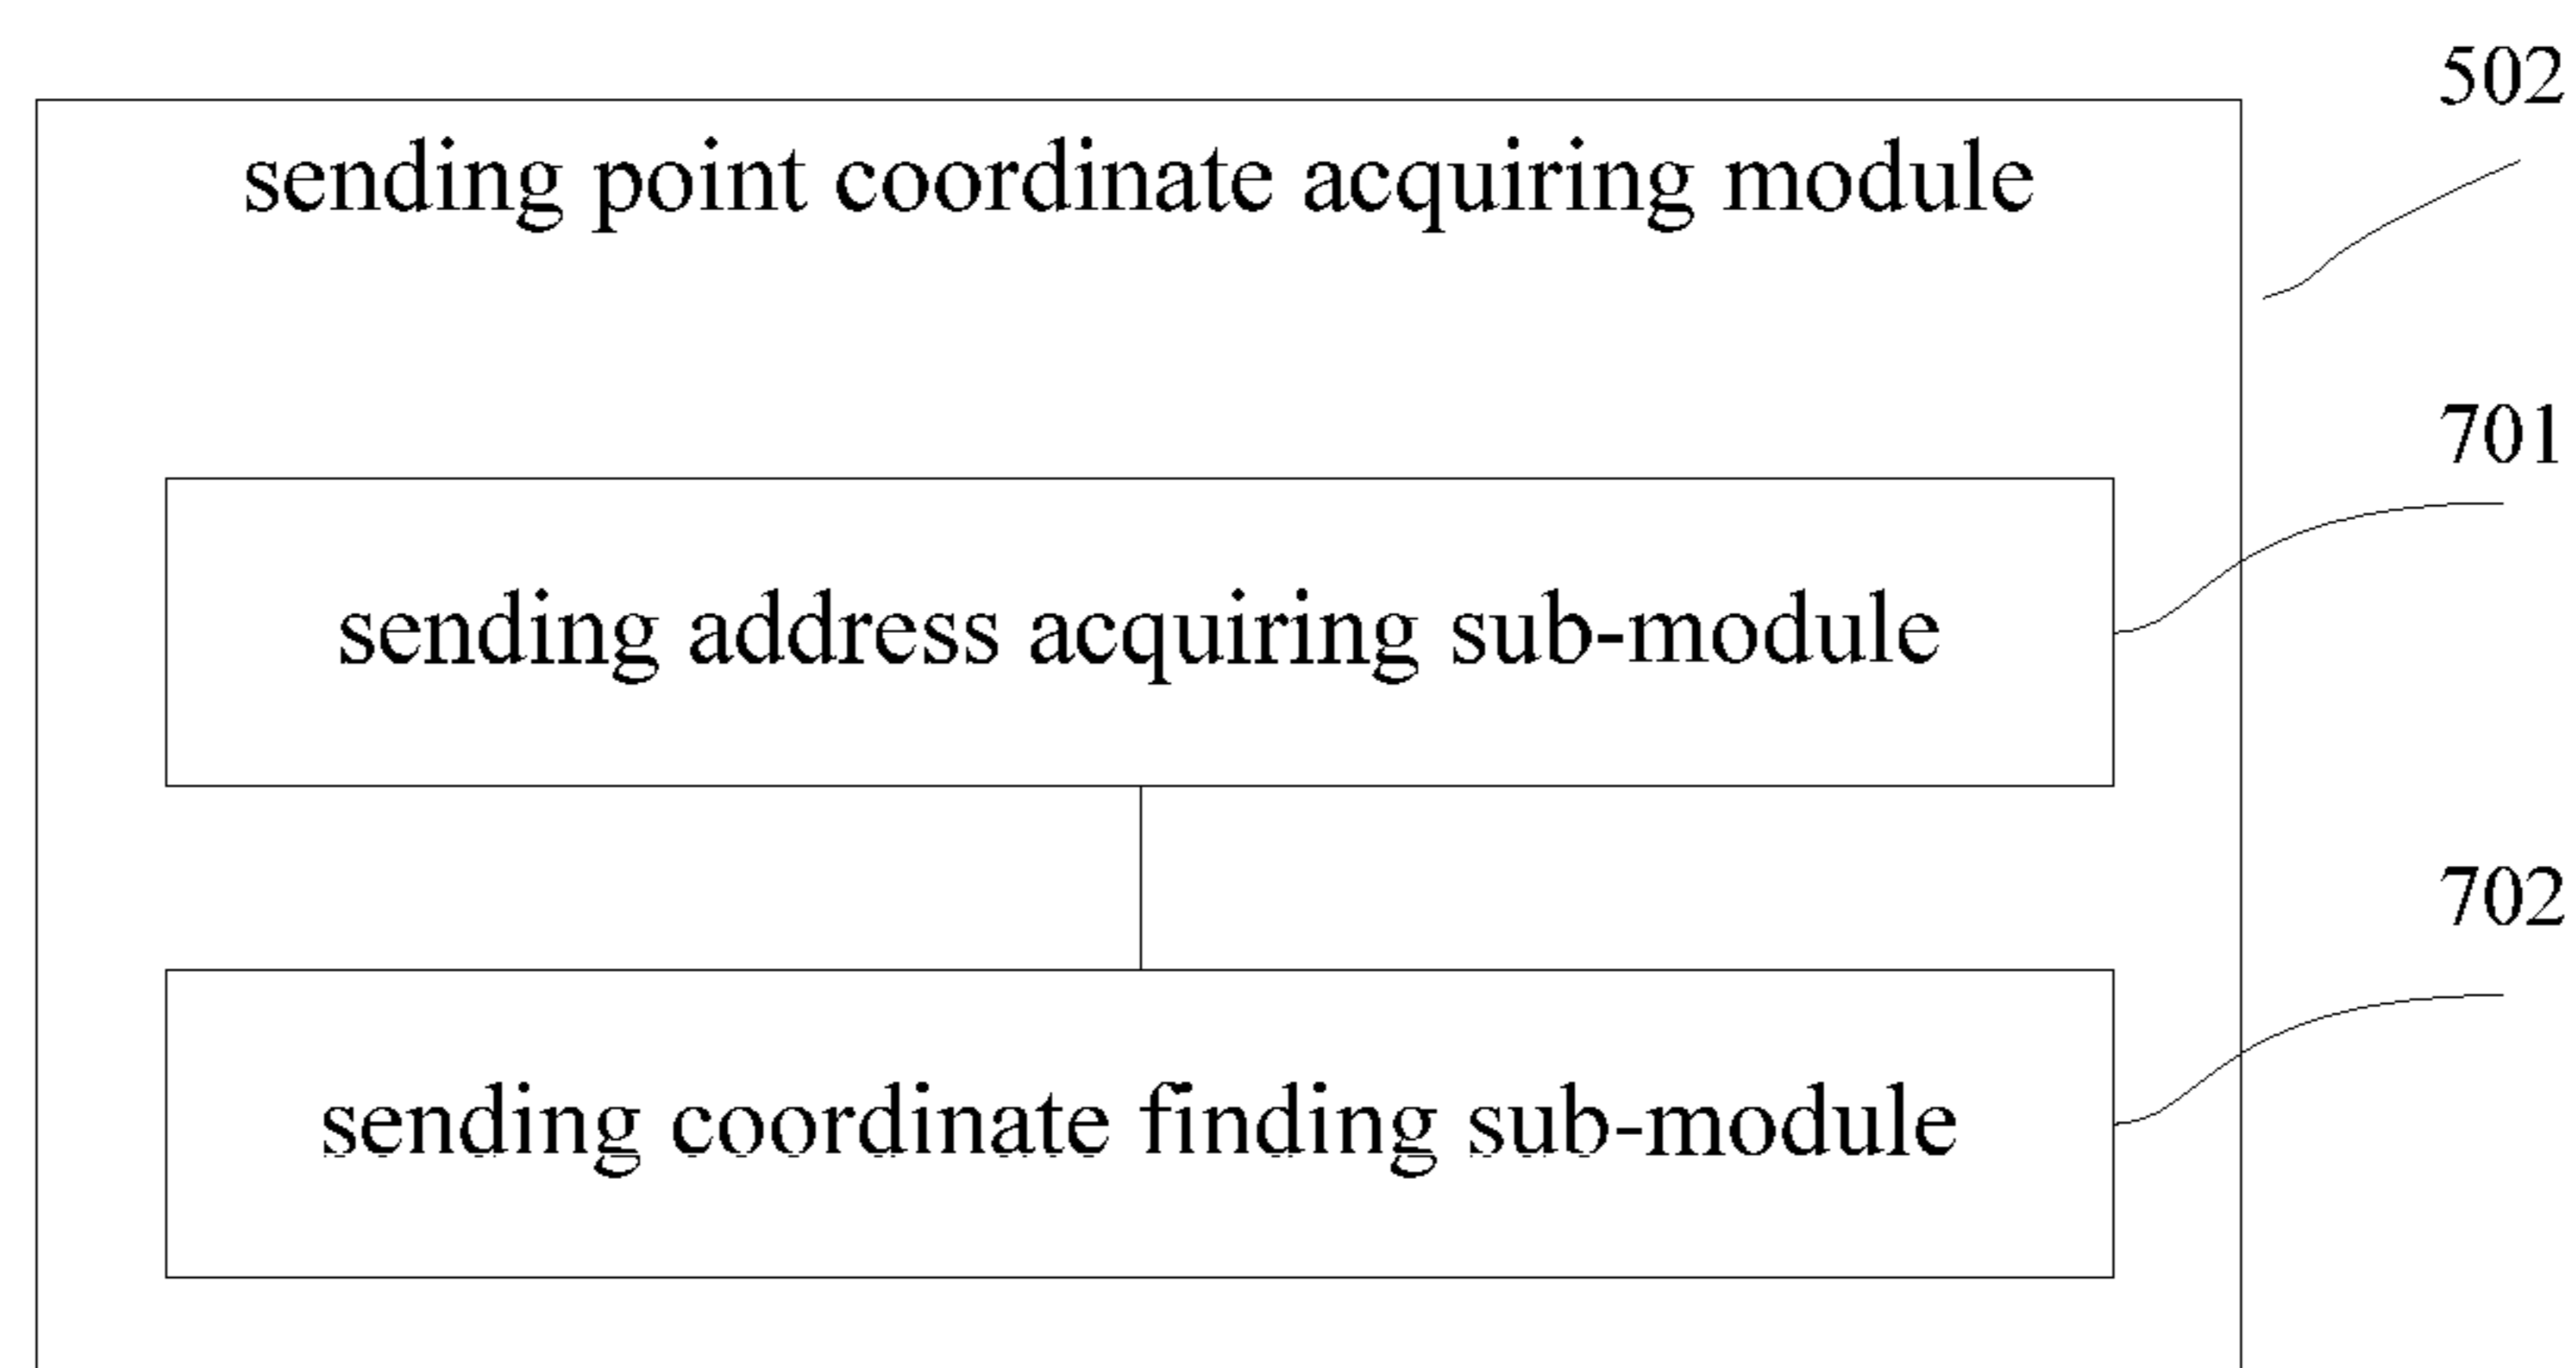 502
sending point coordinate acquiring module
701
sending address acquiring sub-module
702
sending coordinate finding sub-module